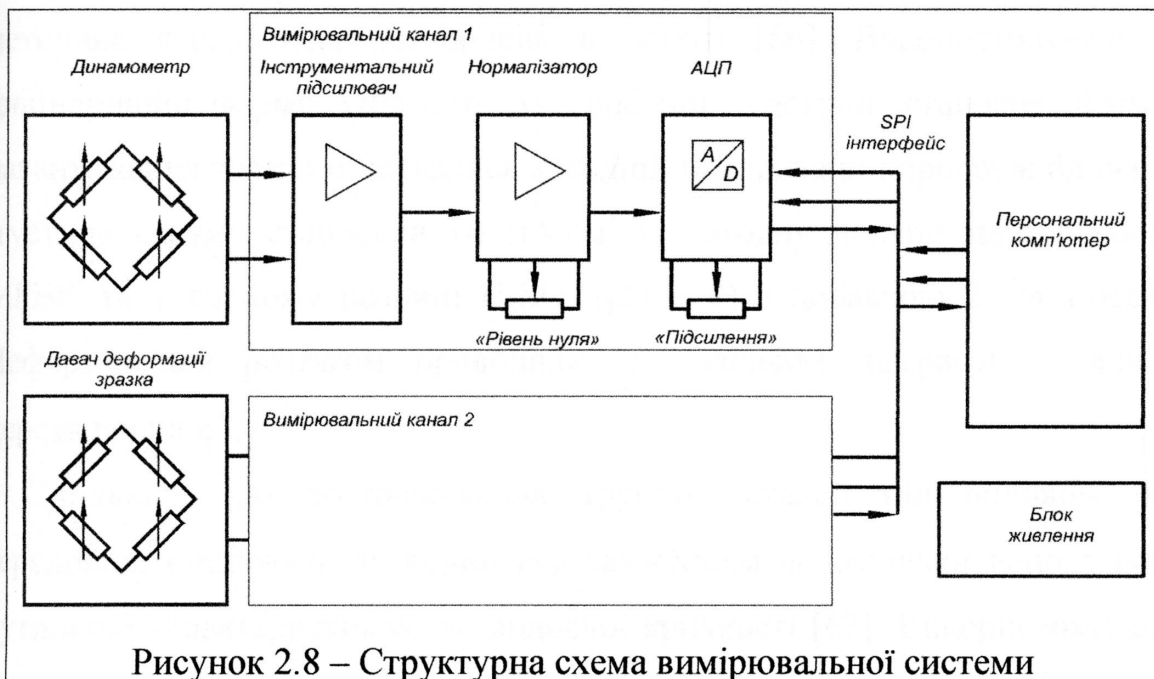 Вимірювальний канал 1
Динамометр
Інструментальний
підсилювач
Нормалізатор
АЦП
A
D
SPI
інтерфейс
Персональний
комп’ютер
«Рівень нуля»
«Підсилення»
Давач деформації
зразка
Вимірювальний канал 2
Блок
живлення
Рисунок 2.8 – Структурна схема вимірювальної системи